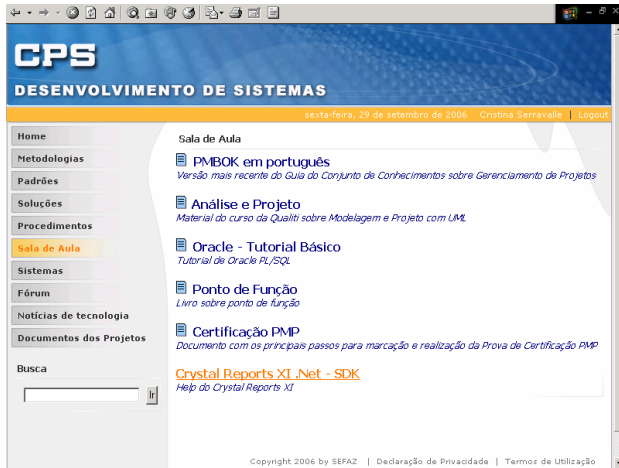 CPS
DESENVOLVIMENTO DE SISTEMAS
sexta-feira, 29 de setembro de 2006 Cristina Serravalle | Logout
Home
Metodologias
Padrões
Soluções
Procedimentos
Sala de Aula
Sistemas
Fórum
Notícias de tecnologia
Documentos dos Projetos
Busca
Ir
Sala de Aula
PMBOK em português
Versão mais recente do Guia do Conjunto de Conhecimentos sobre Gerenciamento de Projetos
Análise e Projeto
Material do curso da Qualiti sobre Modelagem e Projeto com UML
Oracle - Tutorial Básico
Tutorial de Oracle PL/SQL
Ponto de Função
Livro sobre ponto de função
Certificação PMP
Documento com os principais passos para marcação e realização da Prova de Certificação PMP
Crystal Reports XI .Net - SDK
Help do Crystal Reports XI
Copyright 2006 by SEFAZ | Declaração de Privacidade | Termos de Utilização